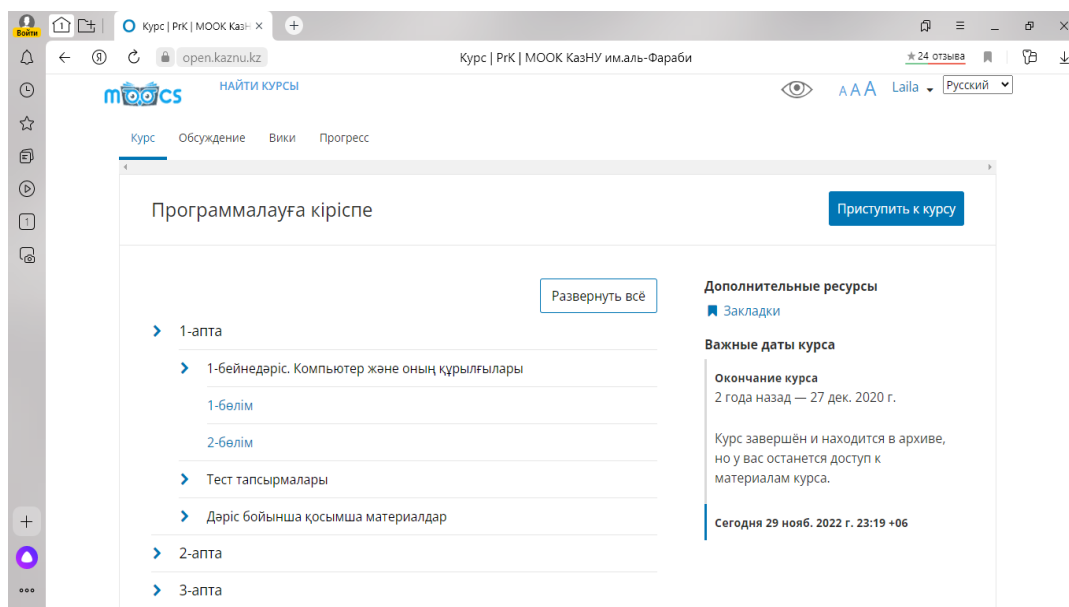 Войти
1
Курс | PrK | МООК Каз
Я
open.kaznu.kz
Курс | PrK | МООК КазНУ им.аль-Фараби
★ 24 отзыва
moocs
НАЙТИ КУРСЫ
А А А
Laila
Русский
Курс
Обсуждение
Вики
Прогресс
1
Программалауға кіріспе
Приступить к курсу
Развернуть всё
1-апта
1-бейнедәріс. Компьютер және оның құрылғылары
1-бөлім
2-бөлім
Тест тапсырмалары
Дәріс бойынша қосымша материалдар
2-апта
3-апта
Дополнительные ресурсы
Закладки
Важные даты курса
Окончание курса
2 года назад — 27 дек. 2020 г.
Курс завершён и находится в архиве,
но у вас останется доступ к
материалам курса.
Сегодня 29 нояб. 2022 г. 23:19 +06